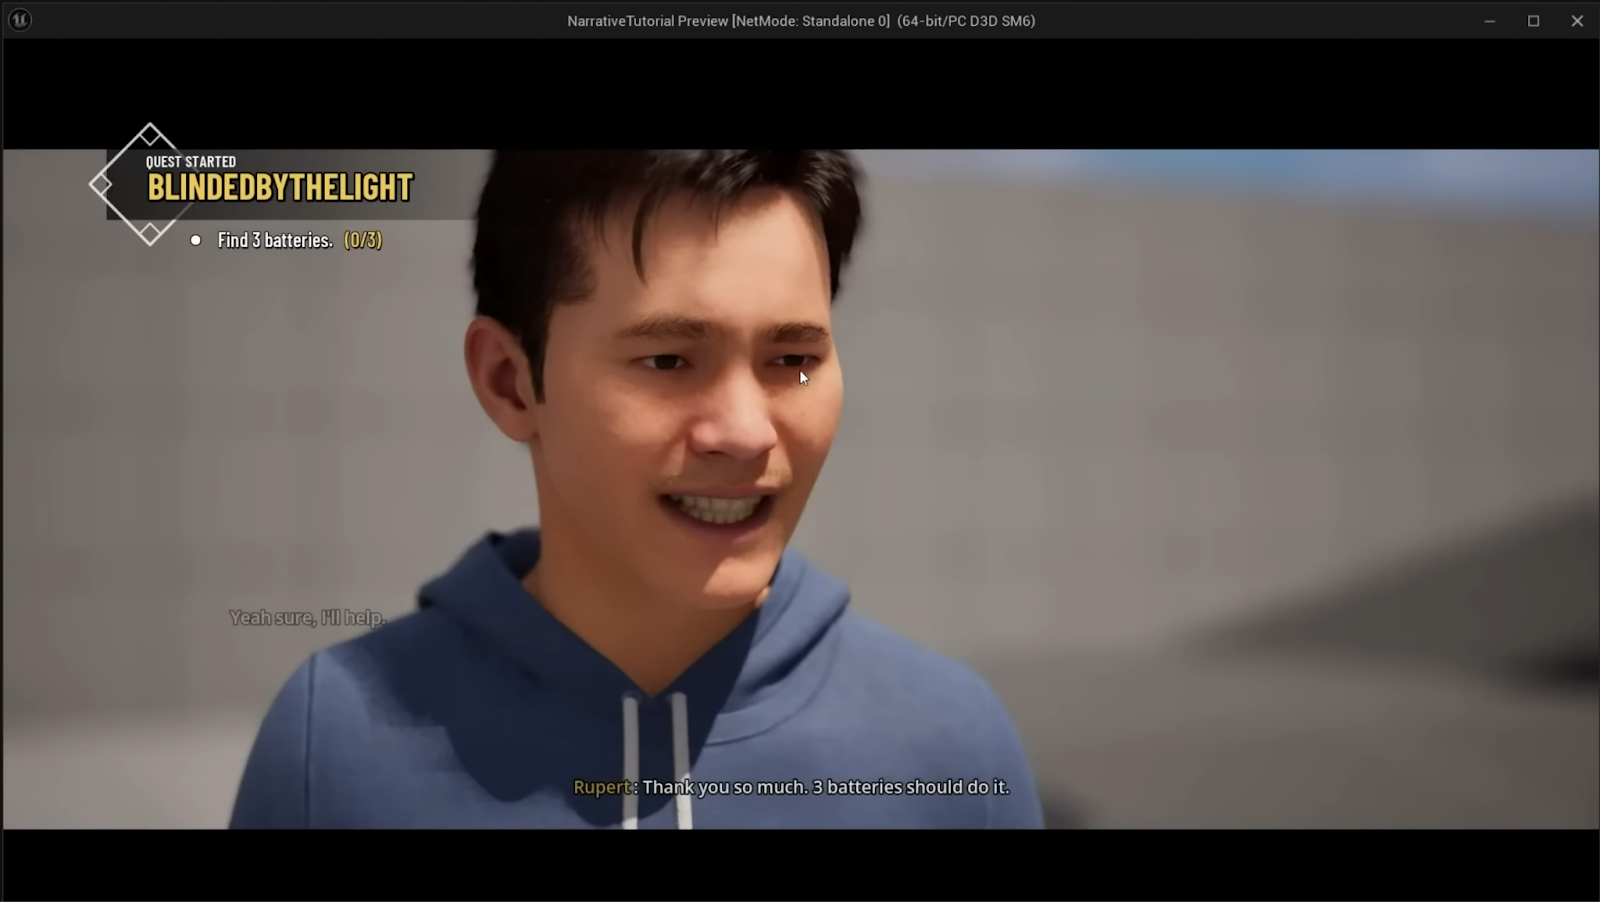 NarrativeTutorial Preview [NetMode: Standalone 0]  (64-bit/PC D3D SM6)
QUEST STARTED
BLINDEDBYTHELIGHT
Find 3 batteries. (0/3)
Yeah sure, I'll help.
Rupert: Thank you so much. 3 batteries should do it.